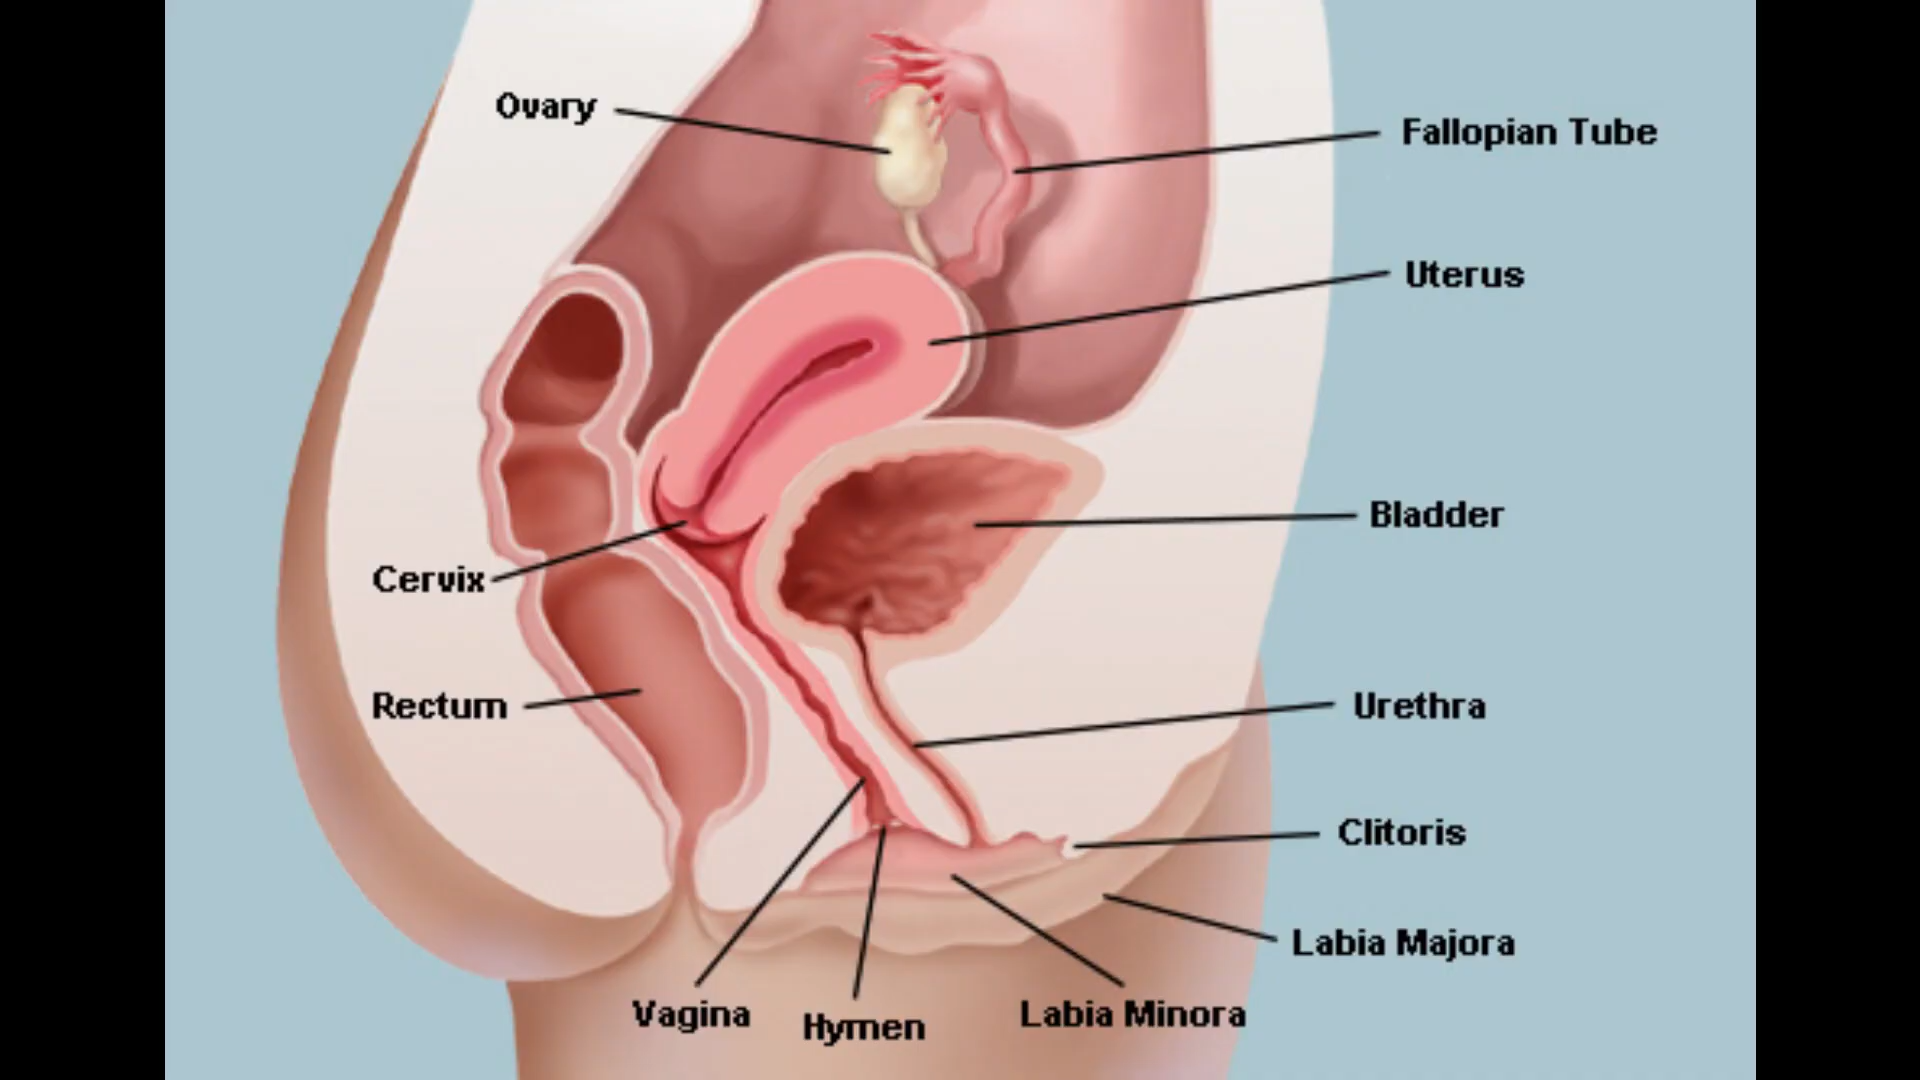 Ovary
Fallopian Tube
Uterus
Bladder
Cervix
Rectum
Urethra
Clitoris
Labia Majora
Vagina
Hymen
Labia Minora